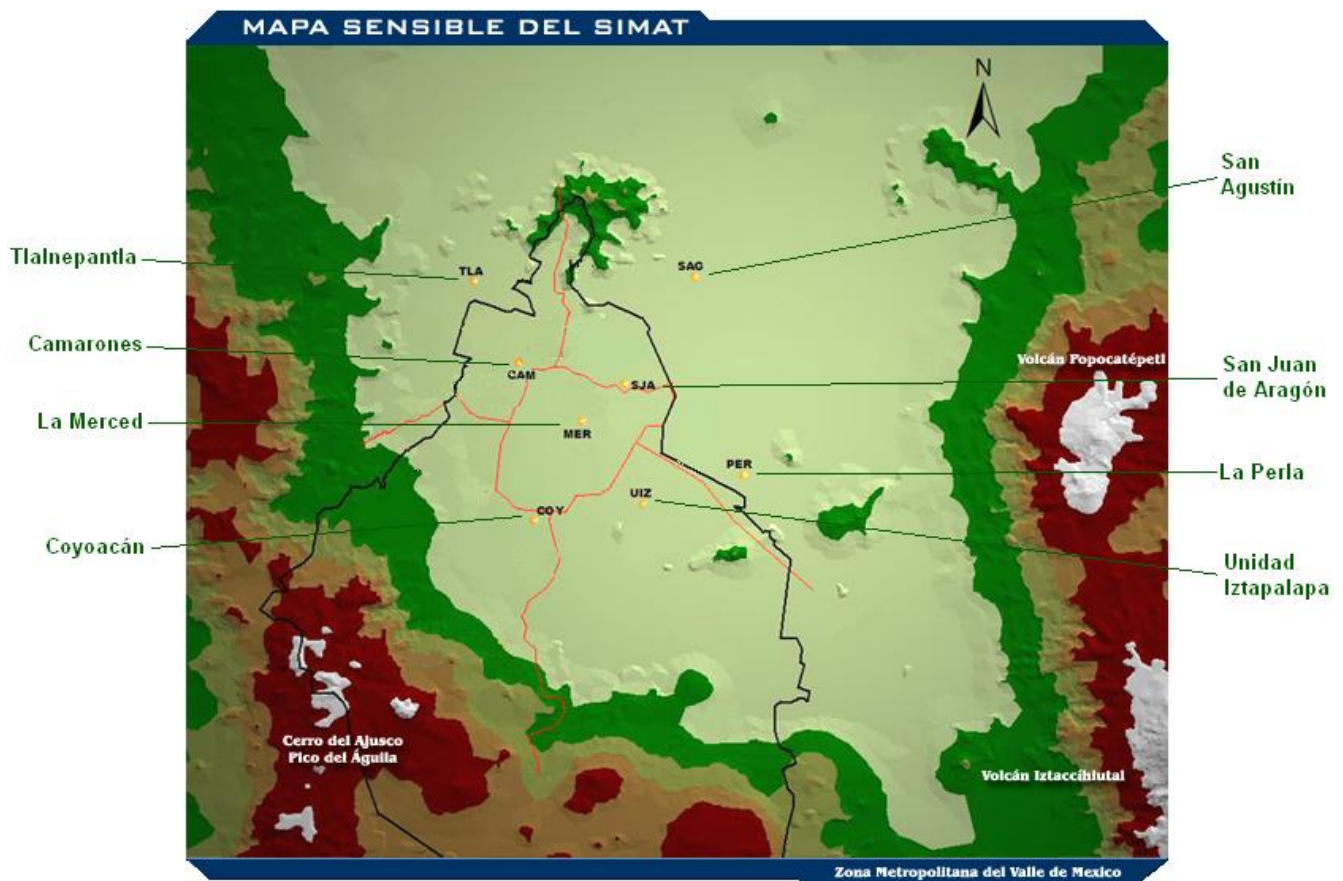 MAPA SENSIBLE DEL SIMAT
N
San
Agustín
Tlalnepantla
TLA
SAG
Camarones
CAM
Volcán Popocatépetl
San Juan
de Aragón
SJA
La Merced
MER
PER
La Perla
UIZ
COY
Coyoacán
Unidad
Iztapalapa
Cerro del Ajusco
Pico del Águila
Volcán Iztaccíhiutal
Zona Metropolitana del Valle de Mexico